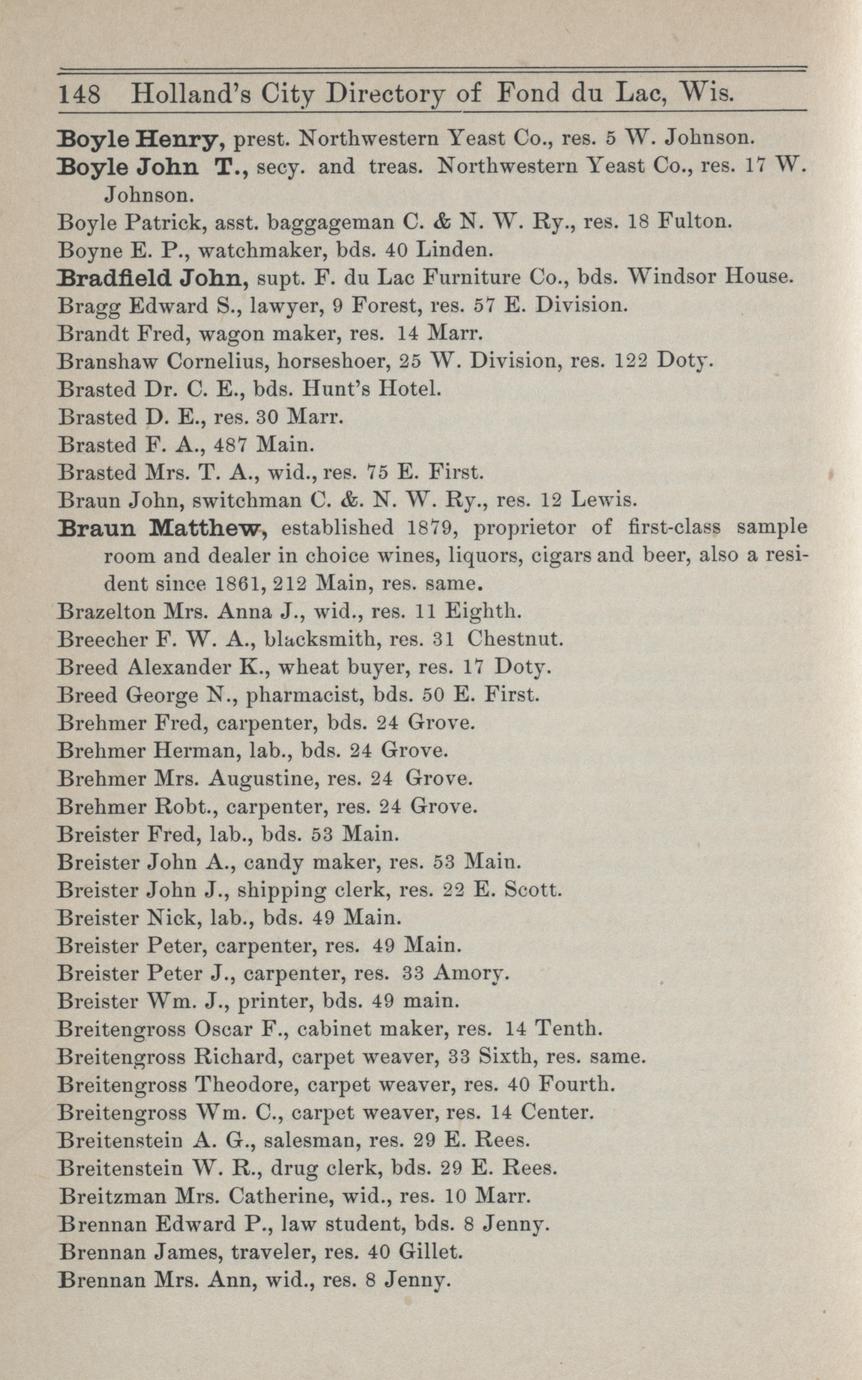 148 Holland's City Directory of Fond du Lac, Wis.
Boyle Henry, prest. Northwestern Yeast Co., res. 5 W. Johnson.
Boyle John T., secy. and treas. Northwestern Yeast Co., res. 17 W.
Johnson.
Boyle Patrick, asst. baggageman C. & N. W. Ry., res. 18 Fulton.
Boyne E. P., watchmaker, bds. 40 Linden.
Bradfield John, supt. F. du Lac Furniture Co., bds. Windsor House.
Bragg Edward S., lawyer, 9 Forest, res. 57 E. Division.
Brandt Fred, wagon maker, res. 14 Marr.
Branshaw Cornelius, horseshoer, 25 W. Division, res. 122 Doty.
Brasted Dr. C. E., bds. Hunt's Hotel.
Brasted D. E., res. 30 Marr.
Brasted F. A., 487 Main.
Brasted Mrs. T. A., wid., res. 75 E. First.
Braun John, switchman C. &. N. W. Ry., res. 12 Lewis.
Braun Matthew, established 1879, proprietor of first-class sample
room and dealer in choice wines, liquors, cigars and beer, also a resi-
dent since 1861, 212 Main, res. same.
Brazelton Mrs. Anna J., wid., res. 11 Eighth.
Breecher F. W. A., blacksmith, res. 31 Chestnut.
Breed Alexander K., wheat buyer, res. 17 Doty.
Breed George N., pharmacist, bds. 50 E. First.
Brehmer Fred, carpenter, bds. 24 Grove.
Brehmer Herman, lab., bds. 24 Grove.
Brehmer Mrs. Augustine, res. 24 Grove.
Brehmer Robt., carpenter, res. 24 Grove.
Breister Fred, lab., bds. 53 Main.
Breister John A., candy maker, res. 53 Main.
Breister John J., shipping clerk, res. 22 E. Scott.
Breister Nick, lab., bds. 49 Main.
Breister Peter, carpenter, res. 49 Main.
Breister Peter J., carpenter, res. 33 Amory.
Breister Wm. J., printer, bds. 49 main.
Breitengross Oscar F., cabinet maker, res. 14 Tenth.
Breitengross Richard, carpet weaver, 33 Sixth, res. same.
Breitengross Theodore, carpet weaver, res. 40 Fourth.
Breitengross Wm. C., carpet weaver, res. 14 Center.
Breitenstein A. G., salesman, res. 29 E. Rees.
Breitenstein W. R., drug clerk, bds. 29 E. Rees.
Breitzman Mrs. Catherine, wid., res. 10 Marr.
Brennan Edward P., law student, bds. 8 Jenny.
Brennan James, traveler, res. 40 Gillet.
Brennan Mrs. Ann, wid., res. 8 Jenny.